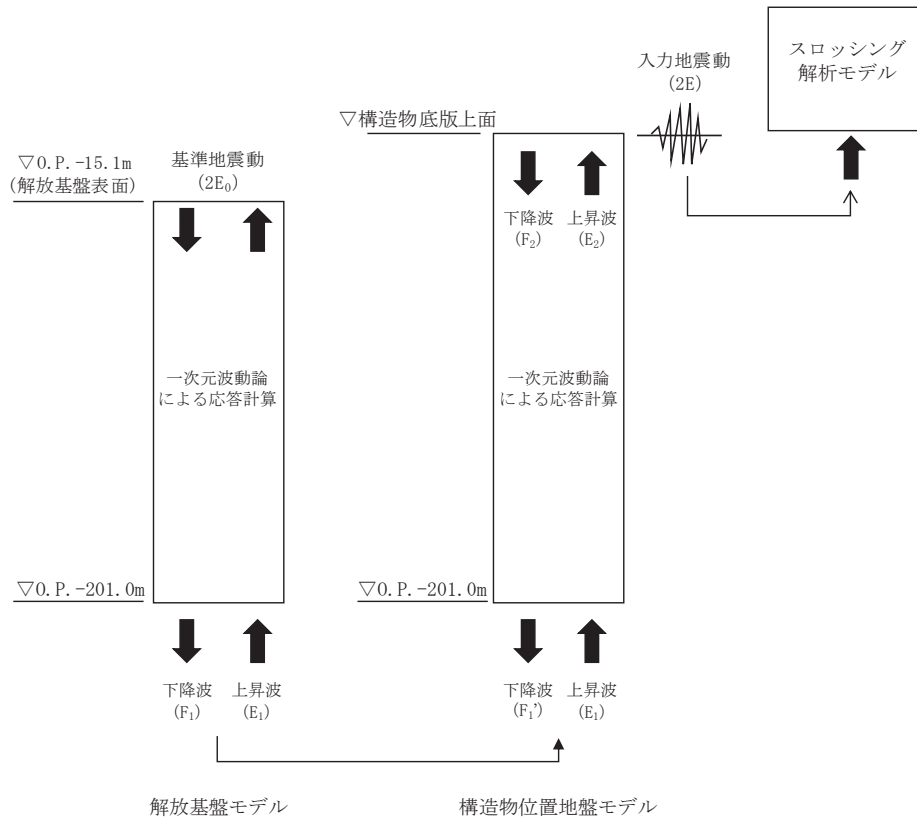 スロッシング
解析モデル
入力地震動
(2E)
▽構造物底版上面
▽O.P.-15.1m
(解放基盤表面)
基準地震動
(2E₀)
下降波
(F₂)
上昇波
(E₂)
一次元波動論
による応答計算
一次元波動論
による応答計算
▽O.P.-201.0m
▽O.P.-201.0m
下降波
(F₁)
上昇波
(E₁)
下降波
(F₁')
上昇波
(E₁)
解放基盤モデル
構造物位置地盤モデル